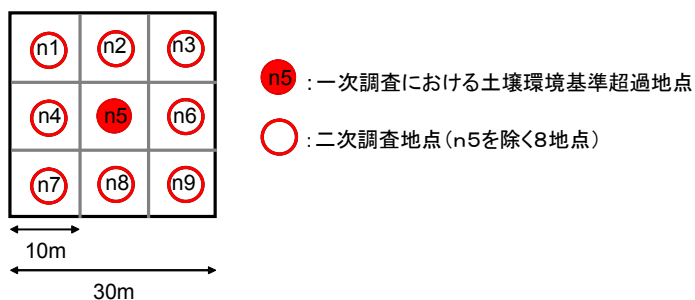 n1 n2 n3
n4 n5 n6
n7 n8 n9
10m
30m
n5 :一次調査における土壌環境基準超過地点
:二次調査地点(n5を除く8地点)